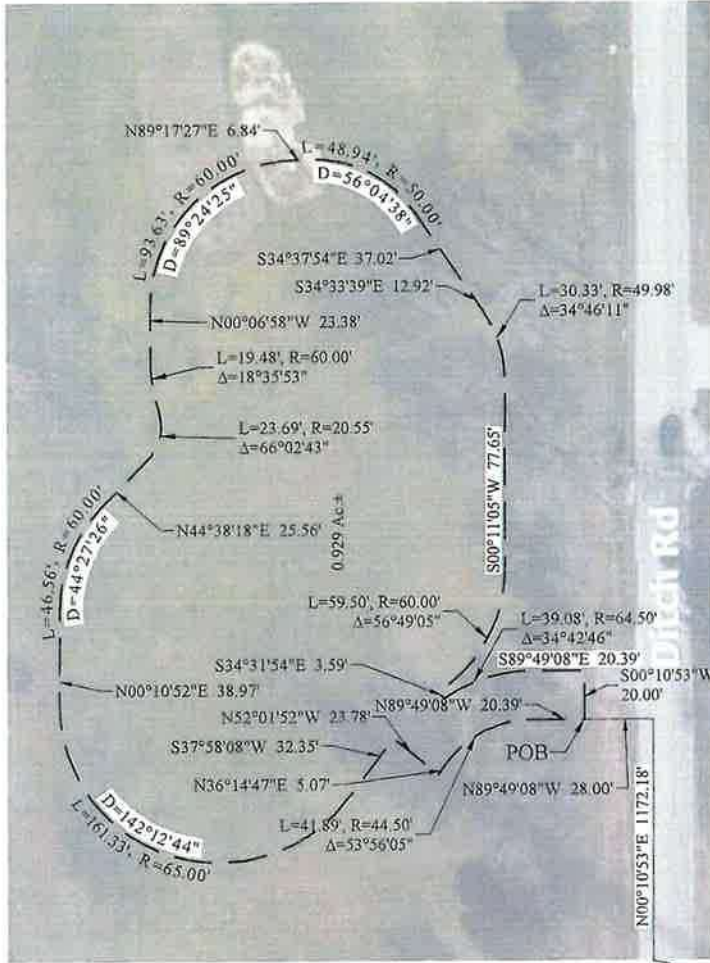 N89°17'27"E 6.84'
L=48.94', R=50.00'
D=56°04'38"
L=93.63', R=60.00'
D=89°24'25"
S34°37'54"E 37.02'
S34°33'39"E 12.92'
L=30.33', R=49.98'
Δ=34°46'11"
N00°06'58"W 23.38'
L=19.48', R=60.00'
Δ=18°35'53"
L=23.69', R=20.55'
Δ=66°02'43"
S00°11'05"W 77.65'
L=46.56', R=60.00'
D=44°27'26"
N44°38'18"E 25.56'
0.929 Ac ±
Ditch Rd
L=59.50', R=60.00'
Δ=56°49'05"
L=39.08', R=64.50'
Δ=34°42'46"
S34°31'54"E 3.59'
S89°49'08"E 20.39'
S00°10'53"W
20.00'
N00°10'52"E 38.97'
N89°49'08"W 20.39'
N52°01'52"W 23.78'
S37°58'08"W 32.35'
POB
N36°14'47"E 5.07'
N89°49'08"W 28.00'
D=142°12'44"
L=161.33', R=65.00'
L=41.89', R=44.50'
Δ=53°56'05"
N00°10'53"E 1172.18'